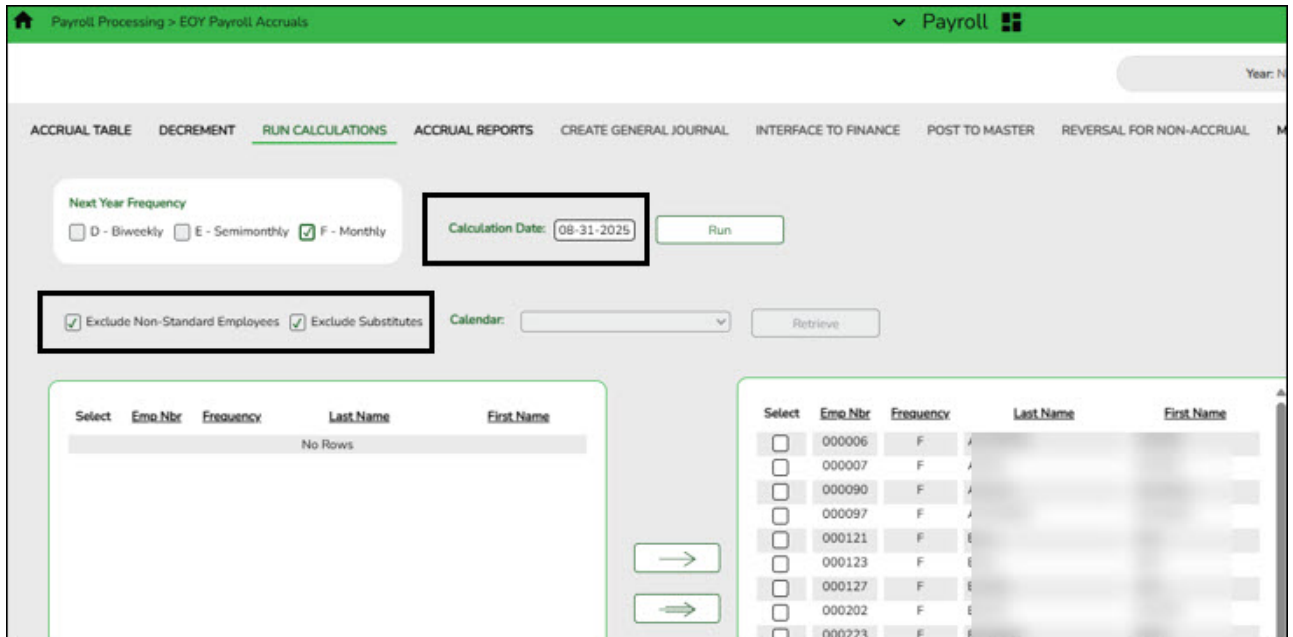 Payroll Processing > EOY Payroll Accruals
Payroll
Year: N
ACCRUAL TABLE DECREMENT RUN CALCULATIONS ACCRUAL REPORTS CREATE GENERAL JOURNAL INTERFACE TO FINANCE POST TO MASTER REVERSAL FOR NON-ACCRUAL M
Next Year Frequency
D - Biweekly E - Semimonthly F - Monthly
Calculation Date: 08-31-2025 Run
Exclude Non-Standard Employees Exclude Substitutes Calendar: Retrieve
Select Emp Nbr Frequency Last Name First Name
No Rows
Select Emp Nbr Frequency Last Name First Name
000006 F
000007 F
000090 F
000097 F
000121 F
000123 F
000127 F
000202 F
000223 F